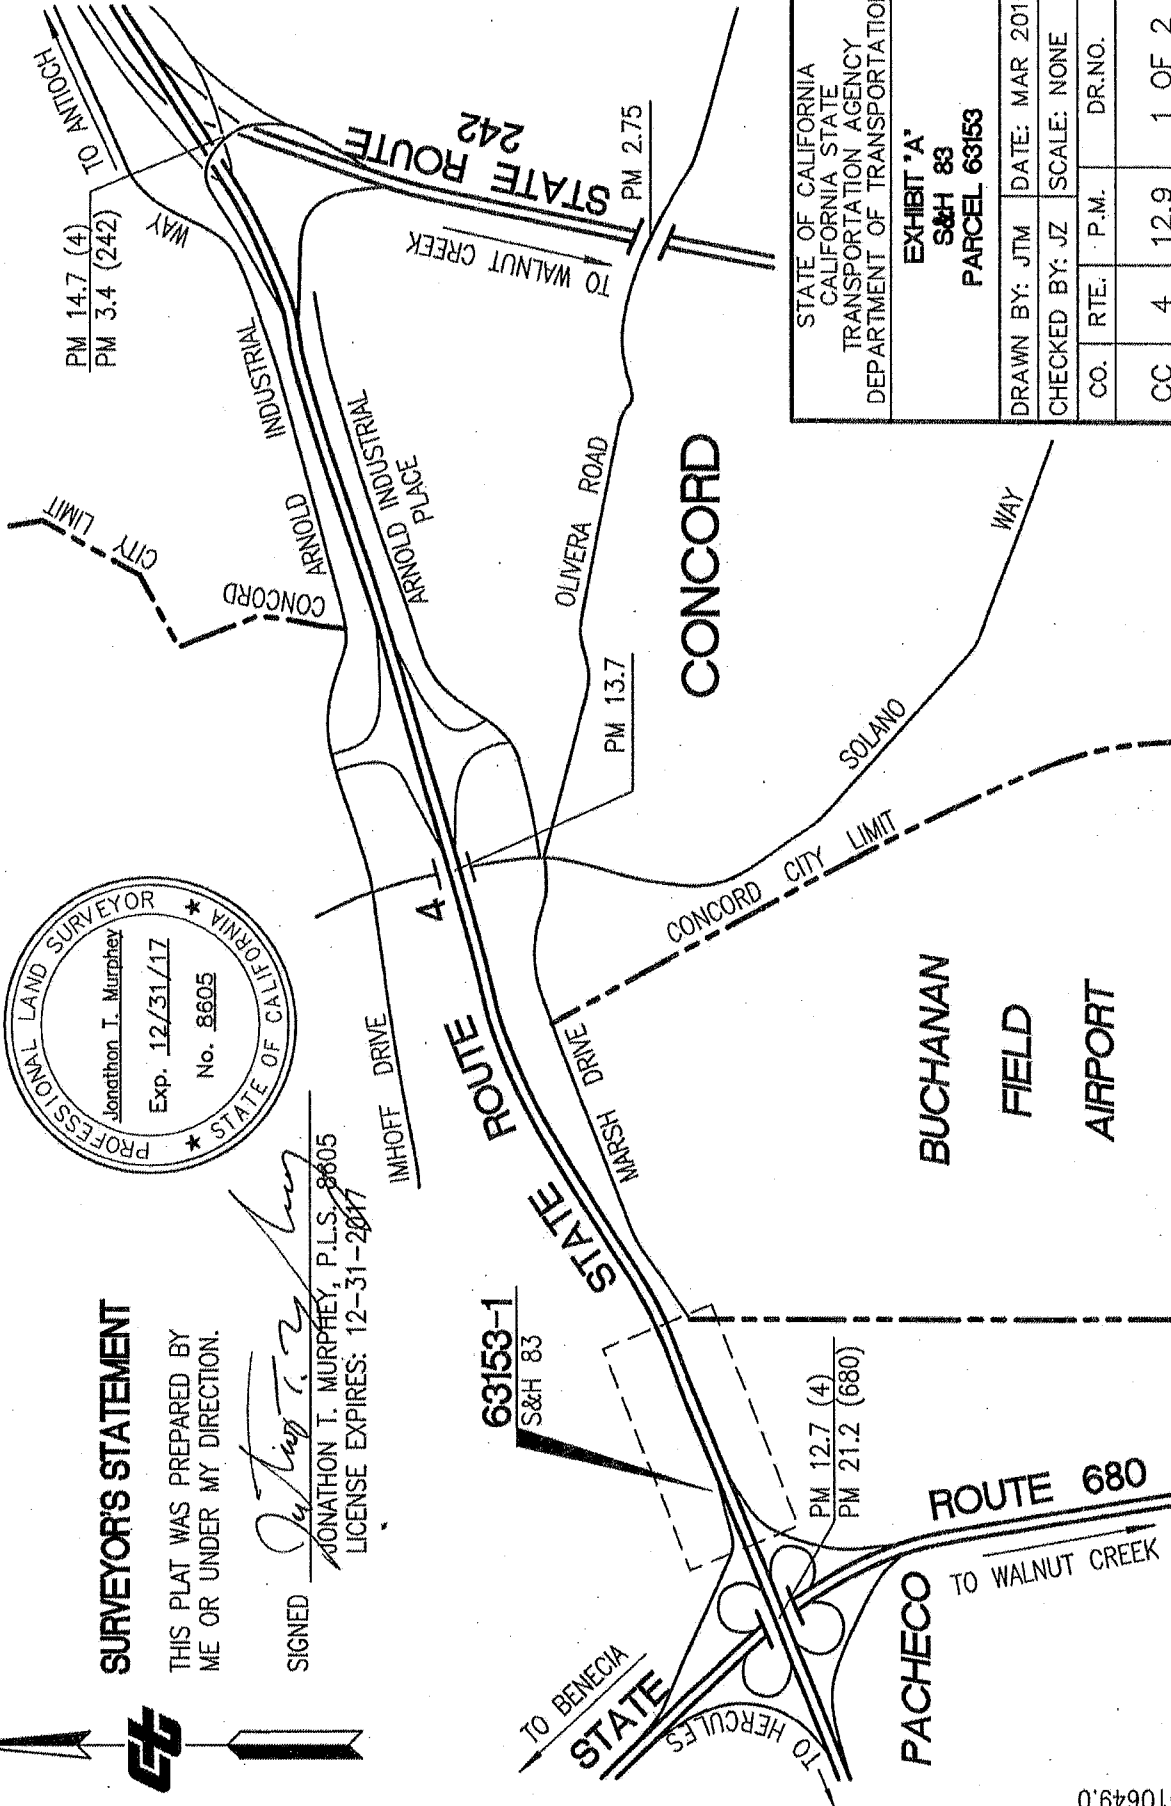 SURVEYOR'S STATEMENT
THIS PLAT WAS PREPARED BY
ME OR UNDER MY DIRECTION.
SIGNED
JONATHON T. MURPHEY, P.L.S. 8605
LICENSE EXPIRES: 12-31-2017
PROFESSIONAL LAND SURVEYOR
Jonathon T. Murphey
Exp. 12/31/17
No. 8605
STATE OF CALIFORNIA
CONCORD
CITY
LIMIT
PM 14.7 (4)
PM 3.4 (242)
TO ANTIOCH
IMHOFF DRIVE
ARNOLD
INDUSTRIAL
WAY
ARNOLD INDUSTRIAL
PLACE
STATE ROUTE
242
TO WALNUT CREEK
PM 2.75
63153-1
S&H 83
STATE
ROUTE
4
MARSH DRIVE
PM 13.7
OLIVERA ROAD
CONCORD
SOLANO
WAY
CONCORD CITY LIMIT
TO BENECIA
STATE
TO HERCULES
PM 12.7 (4)
PM 21.2 (680)
ROUTE 680
TO WALNUT CREEK
PACHECO
BUCHANAN
FIELD
AIRPORT
STATE OF CALIFORNIA
CALIFORNIA STATE
TRANSPORTATION AGENCY
DEPARTMENT OF TRANSPORTATION
EXHIBIT "A"
S&H 83
PARCEL 63153
DRAWN BY: JTM DATE: MAR 201
CHECKED BY: JZ SCALE: NONE
CO. RTE. P.M. DR.NO.
CC 4 12.9 1 OF 2
10649.0